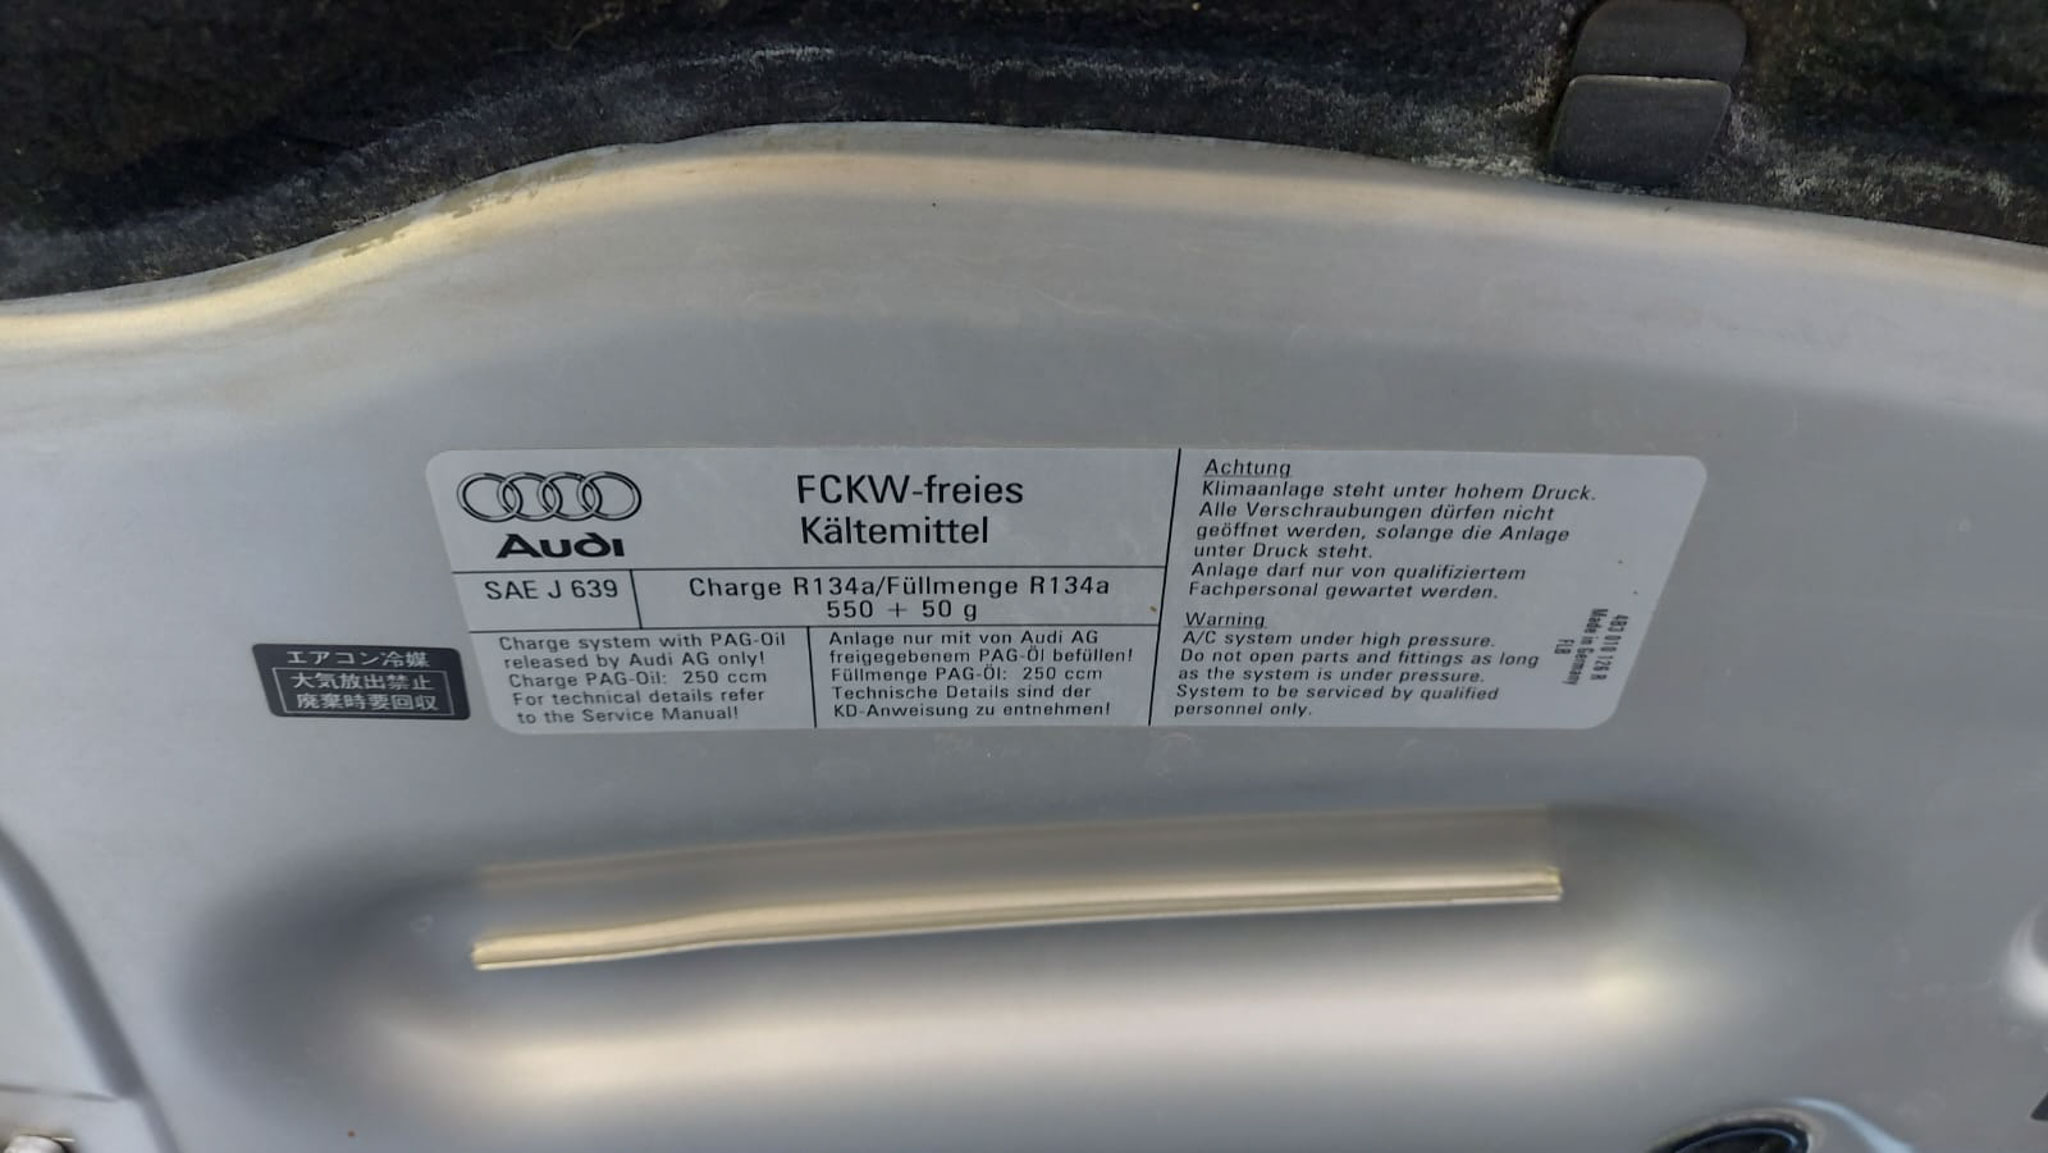 Audi
FCKW-freies
Kältemittel
SAE J 639
Charge R134a/Füllmenge R134a
550 + 50 g
Charge system with PAG-Oil
released by Audi AG only!
Charge PAG-Oil: 250 ccm
For technical details refer
to the Service Manual!
Anlage nur mit von Audi AG
freigegebenem PAG-Öl befüllen!
Füllmenge PAG-Öl: 250 ccm
Technische Details sind der
KD-Anweisung zu entnehmen!
Achtung
Klimaanlage steht unter hohem Druck.
Alle Verschraubungen dürfen nicht
geöffnet werden, solange die Anlage
unter Druck steht.
Anlage darf nur von qualifiziertem
Fachpersonal gewartet werden.
Warning
A/C system under high pressure.
Do not open parts and fittings as long
as the system is under pressure.
System to be serviced by qualified
personnel only.
4B3 010 126 R
Made in Germany
FLB
エアコン冷媒
大気放出禁止
廃棄時要回収